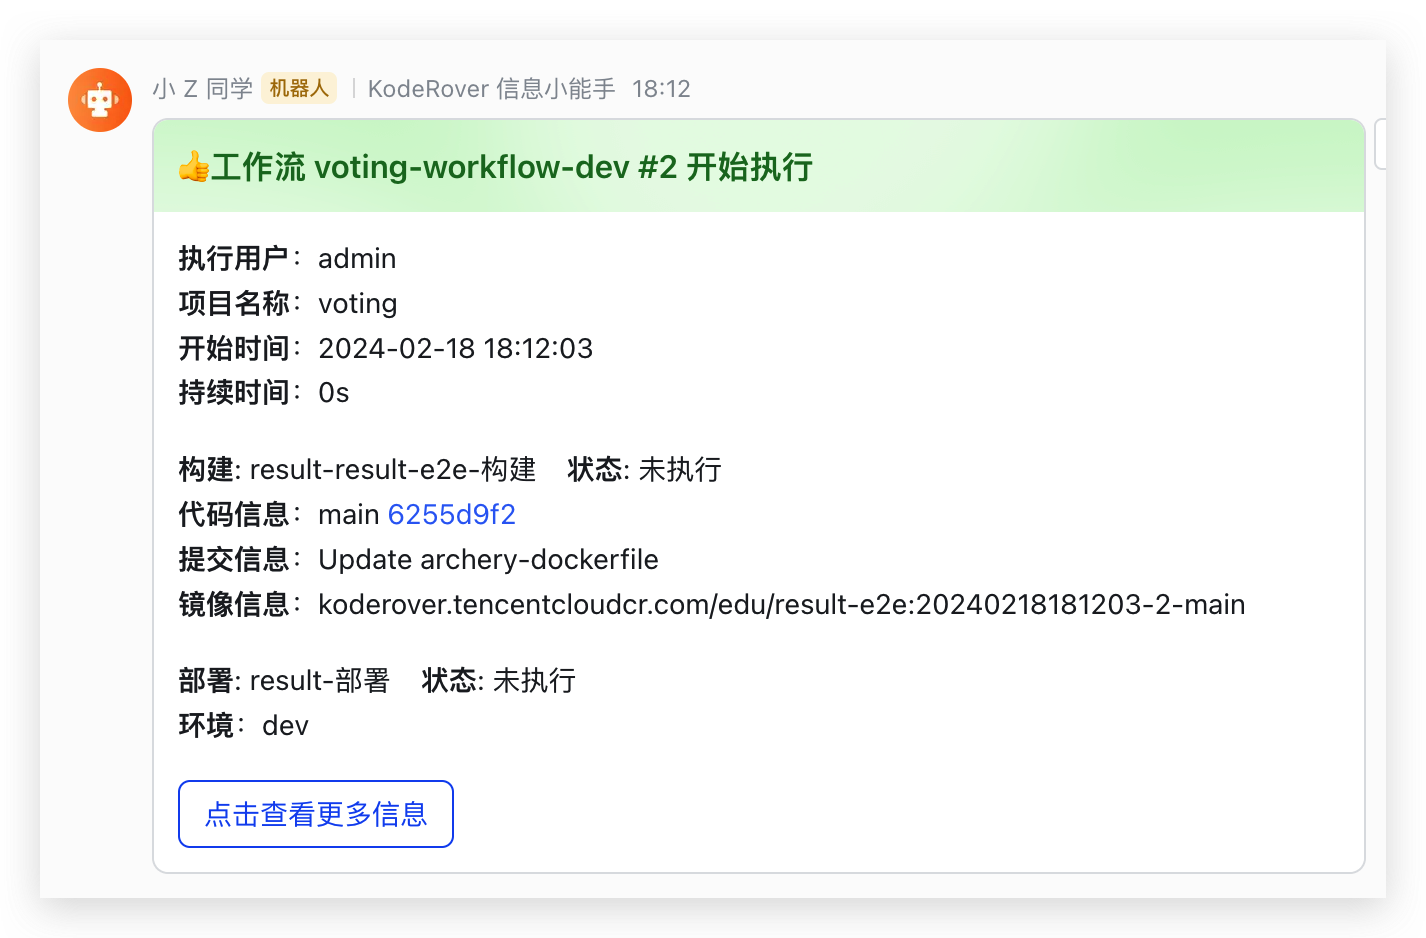 小 Z 同学 机器人 | KodeRover 信息小能手 18:12
👍工作流 voting-workflow-dev #2 开始执行
执行用户：admin
项目名称：voting
开始时间：2024-02-18 18:12:03
持续时间：0s
构建: result-result-e2e-构建 状态: 未执行
代码信息：main 6255d9f2
提交信息：Update archery-dockerfile
镜像信息：koderover.tencentcloudcr.com/edu/result-e2e:20240218181203-2-main
部署: result-部署 状态: 未执行
环境：dev
点击查看更多信息